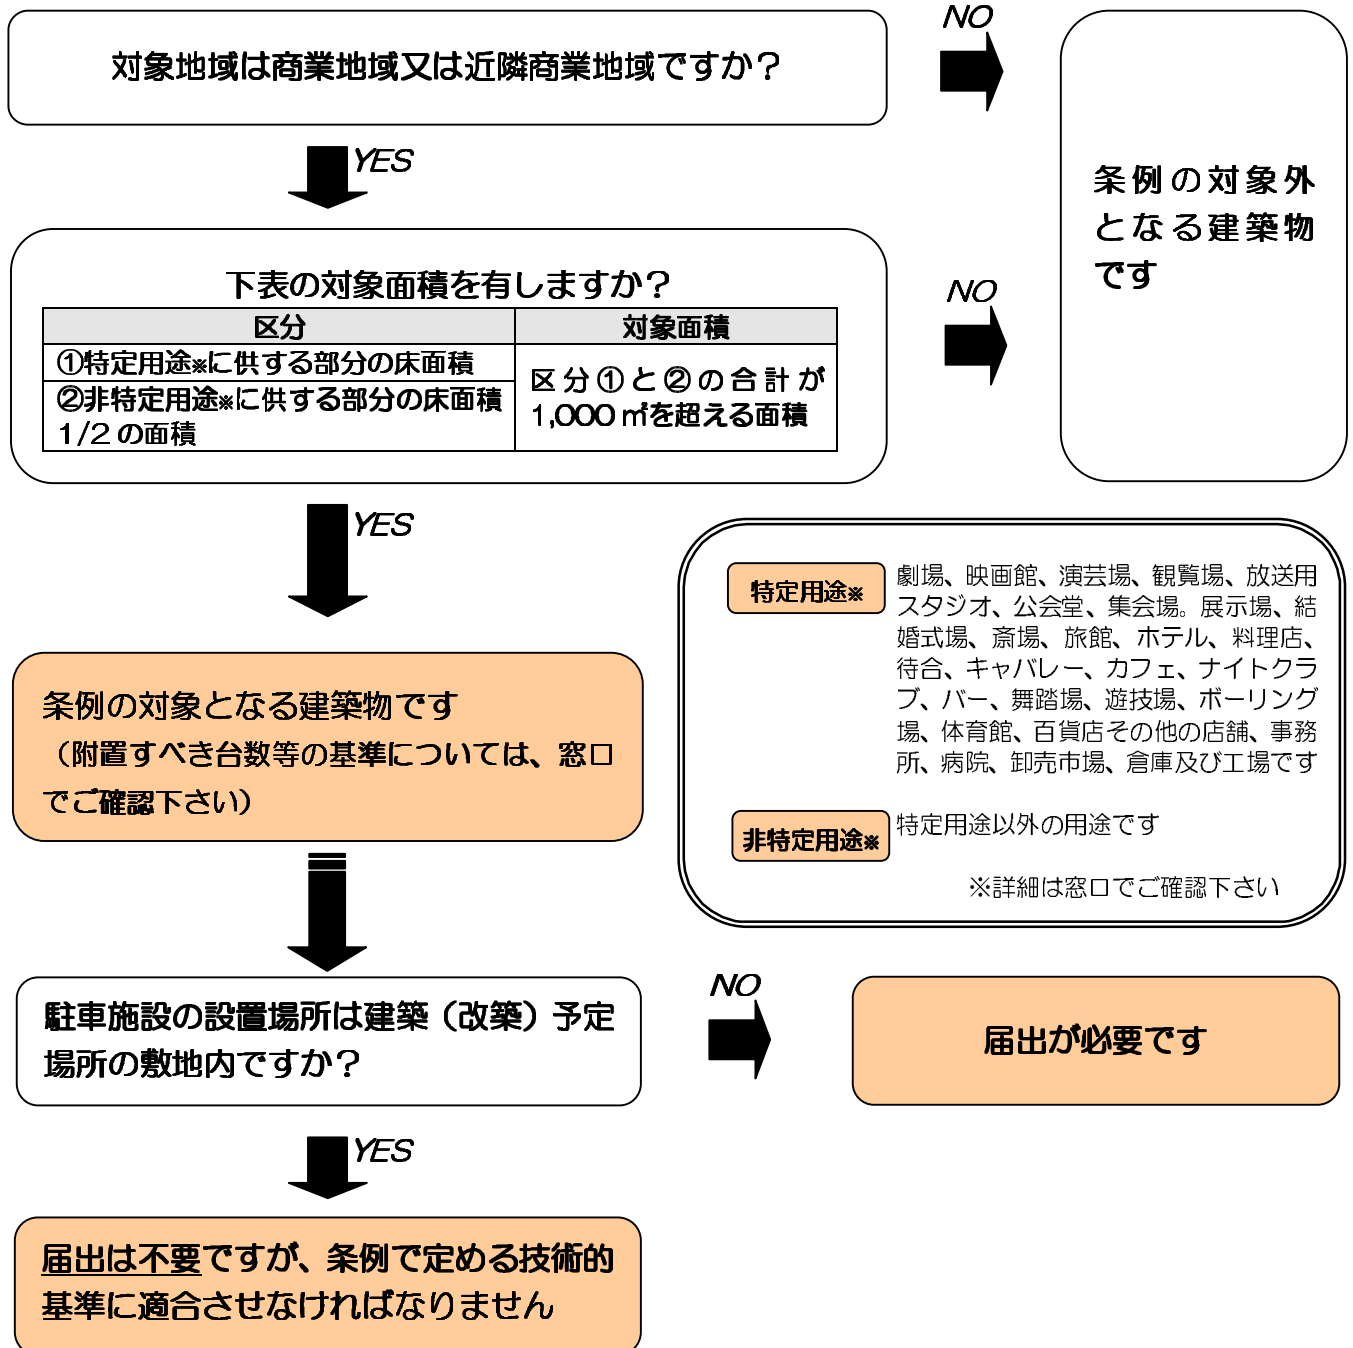 対象地域は商業地域又は近隣商業地域ですか？
NO
条例の対象外
となる建築物
です
YES
下表の対象面積を有しますか？
区分
対象面積
①特定用途※に供する部分の床面積
②非特定用途※に供する部分の床面積
1/2の面積
区分①と②の合計が
1,000㎡を超える面積
NO
YES
特定用途※
劇場、映画館、演芸場、観覧場、放送用
スタジオ、公会堂、集会場。展示場、結
婚式場、斎場、旅館、ホテル、料理店、
待合、キャバレー、カフェ、ナイトクラ
ブ、バー、舞踏場、遊技場、ボーリング
場、体育館、百貨店その他の店舗、事務
所、病院、卸売市場、倉庫及び工場です
非特定用途※
特定用途以外の用途です
※詳細は窓口でご確認下さい
条例の対象となる建築物です
（附置すべき台数等の基準については、窓口
でご確認下さい）
駐車施設の設置場所は建築（改築）予定
場所の敷地内ですか？
NO
届出が必要です
YES
届出は不要ですが、条例で定める技術的
基準に適合させなければなりません